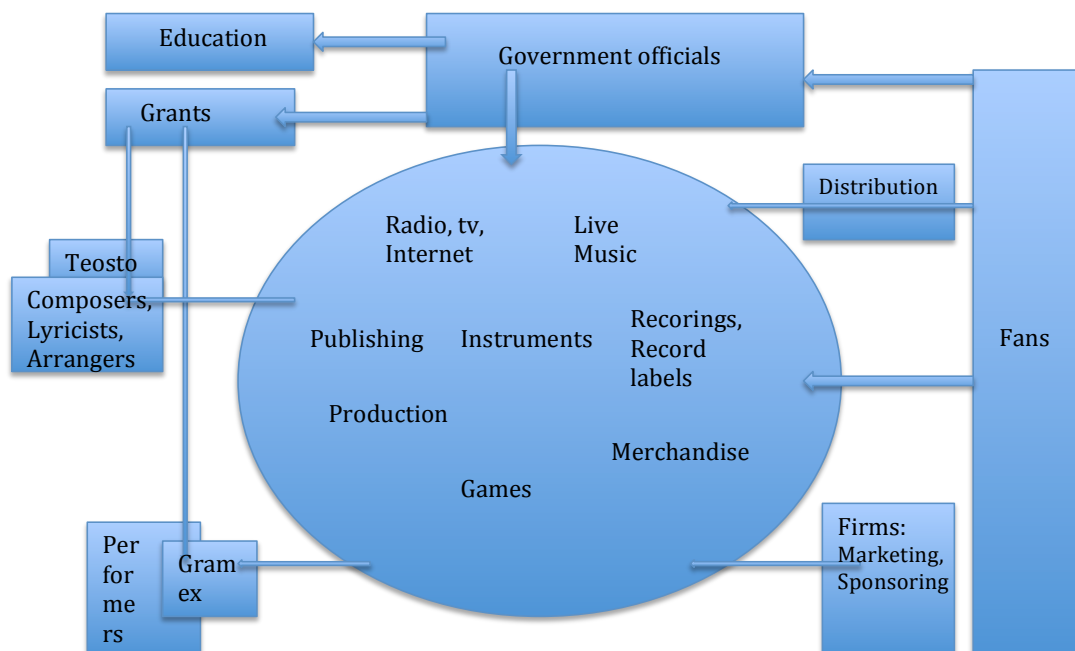 Education
Government officials
Grants
Distribution
Radio, tv,
Internet
Live
Music
Teosto
Composers,
Lyricists,
Arrangers
Publishing
Instruments
Recorings,
Record
labels
Fans
Production
Merchandise
Games
Per
for
me
rs
Gram
ex
Firms:
Marketing,
Sponsoring